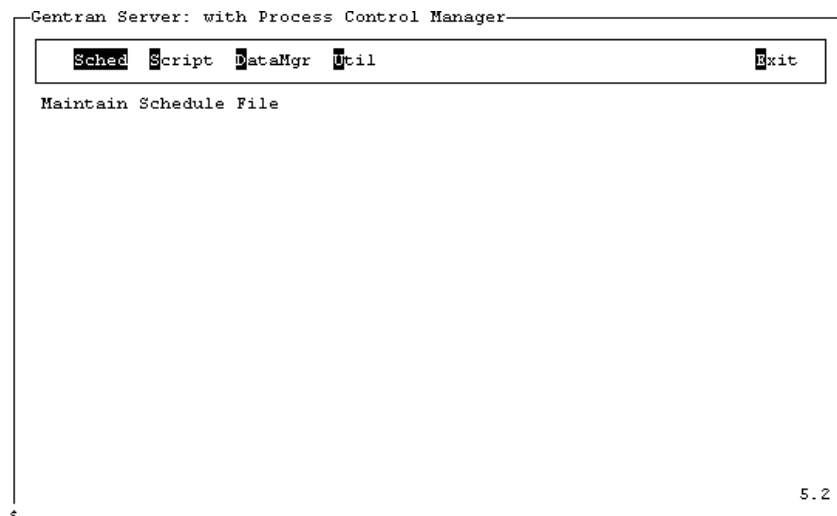 Gentran Server: with Process Control Manager
Sched Script DataMgr Util Exit
Maintain Schedule File
5.2
$